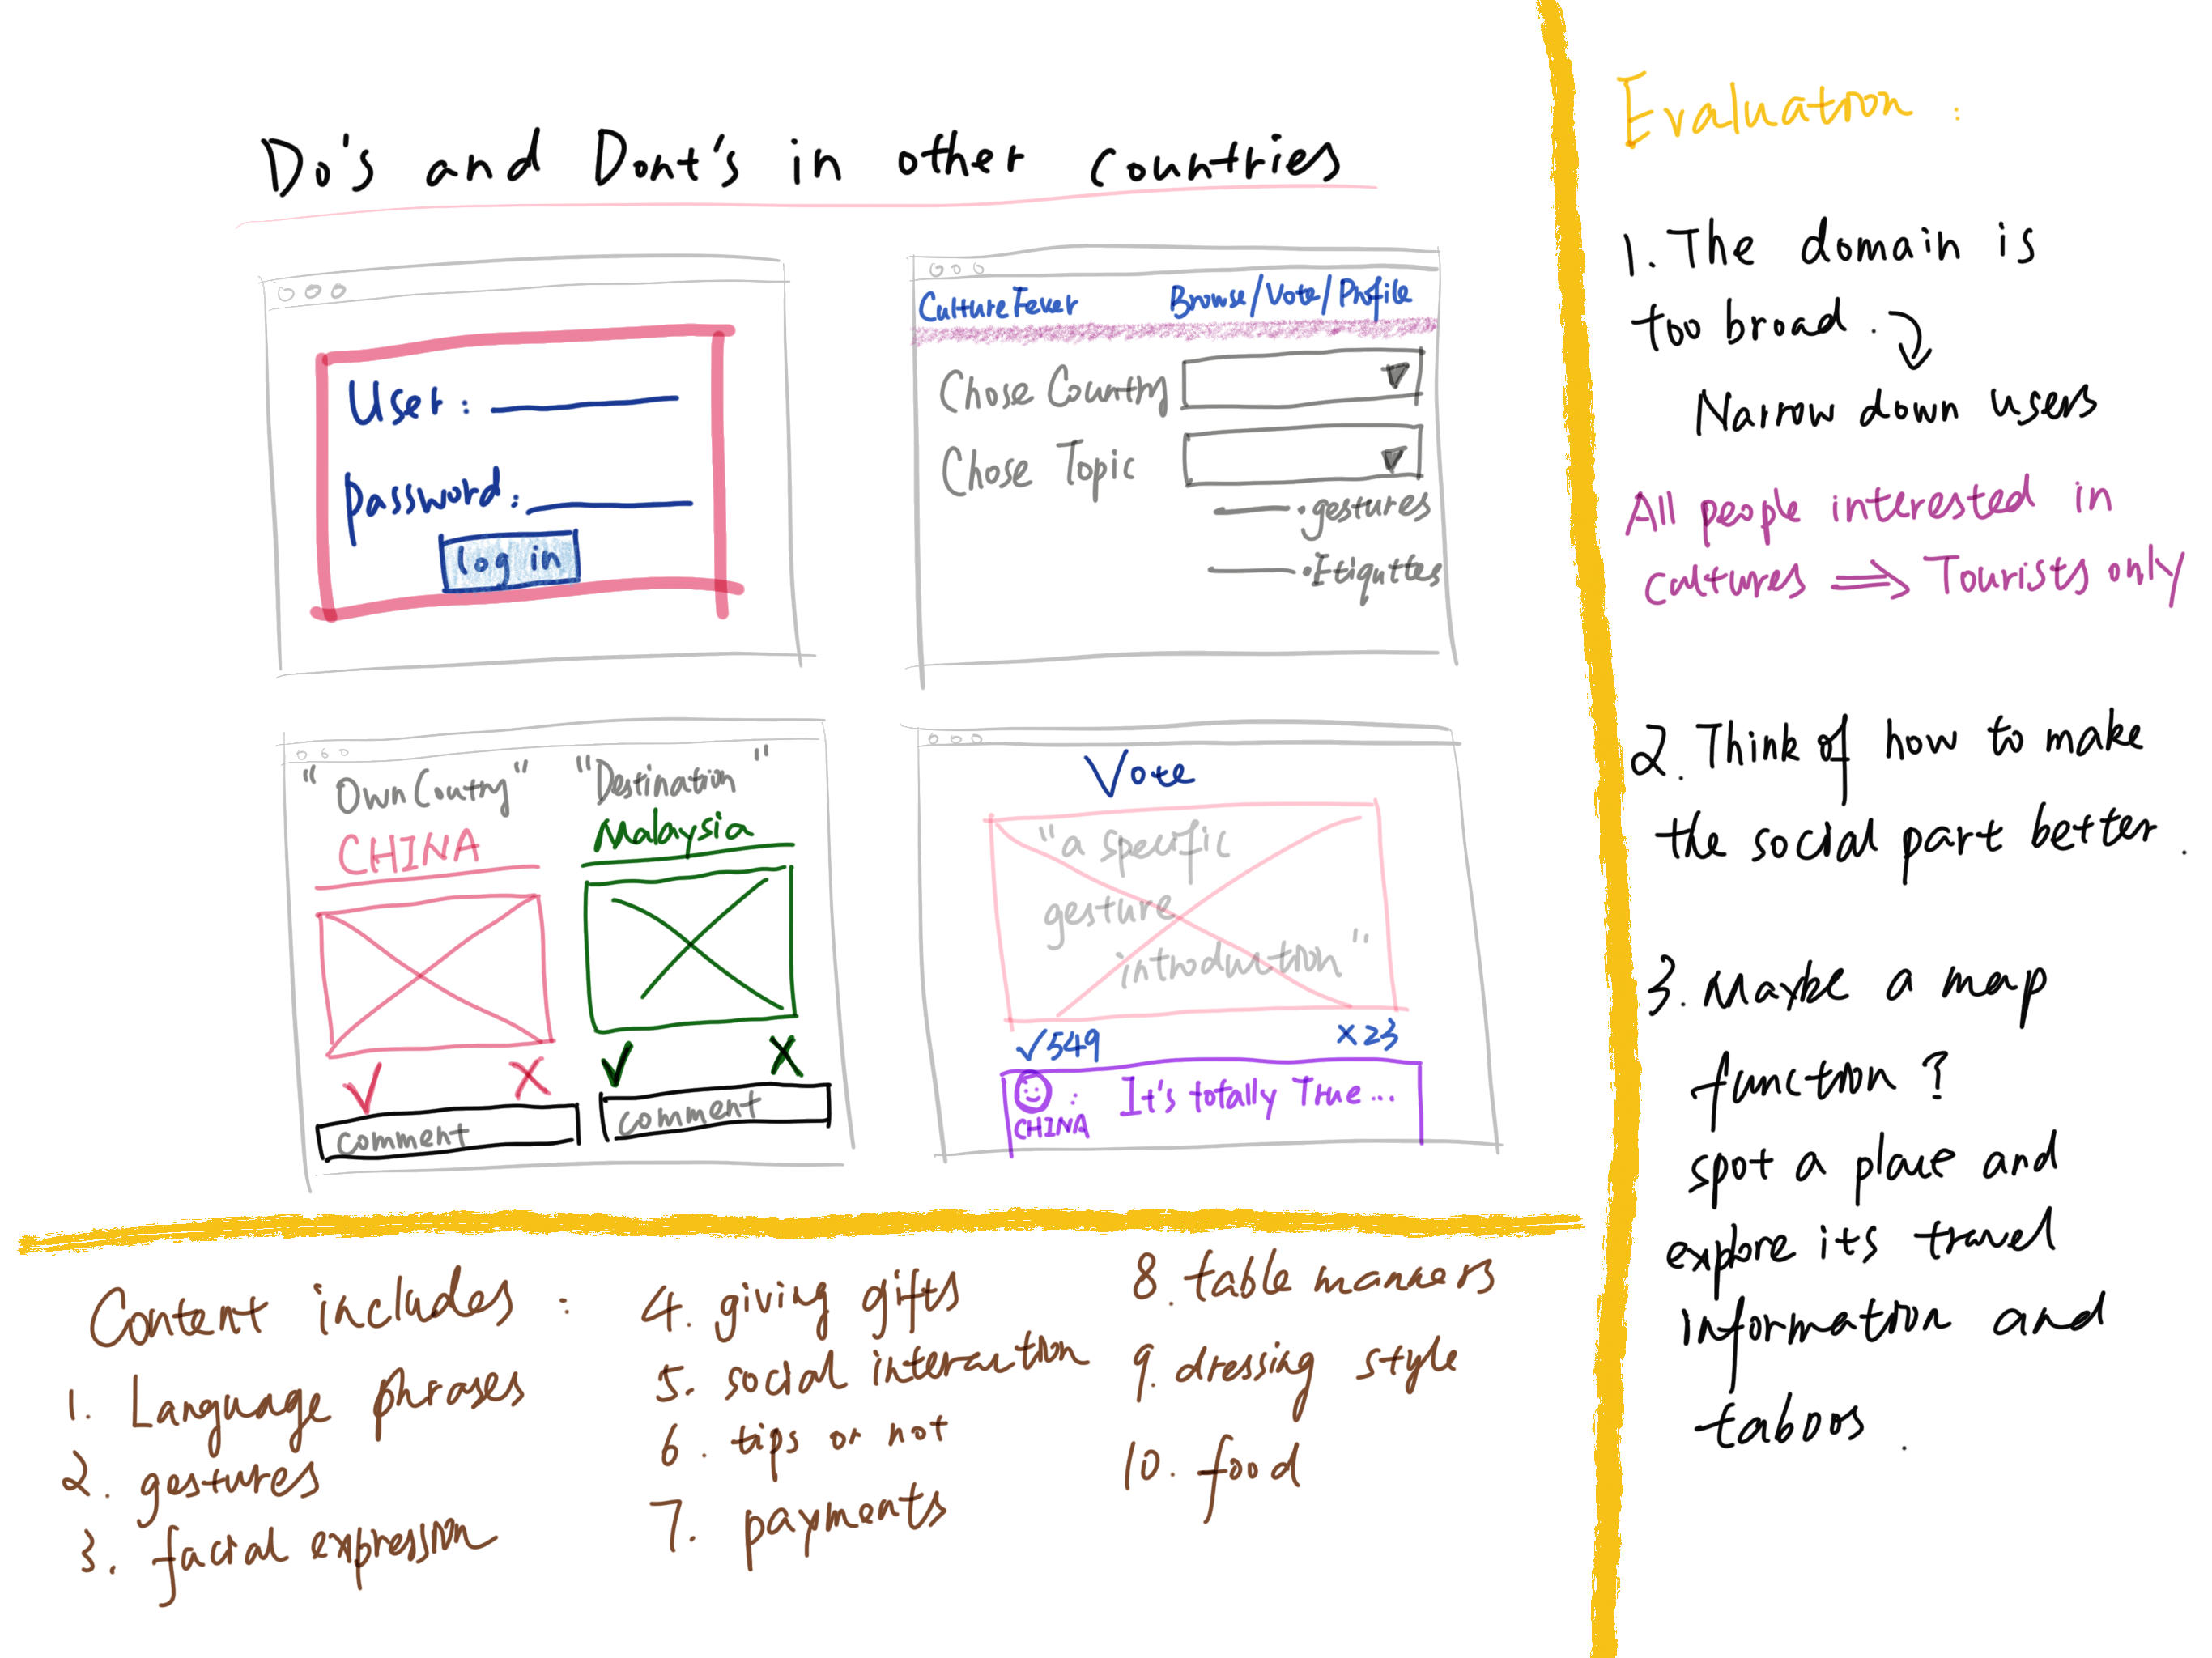 Do's and Dont's in other countries
User:
password:
log in
CultureFever Browse/Vote/Profile
Chose Country
Chose Topic
•gestures
•Etiquttes
"Own Coutry" "Destination"
CHINA Malaysia
✓ X ✓ X
comment comment
Vote
"a specific
gesture
introduction"
✓549 x23
: It's totally True...
CHINA
Content includes:
1. Language phrases
2. gestures
3. facial expression
4. giving gifts
5. social interaction
6. tips or not
7. payments
8. table manners
9. dressing style
10. food
Evaluation:
1. The domain is
too broad.
Narrow down users
All people interested in
cultures ⇒ Tourists only
2. Think of how to make
the social part better.
3. Maybe a map
function?
spot a place and
explore its travel
information and
taboos.